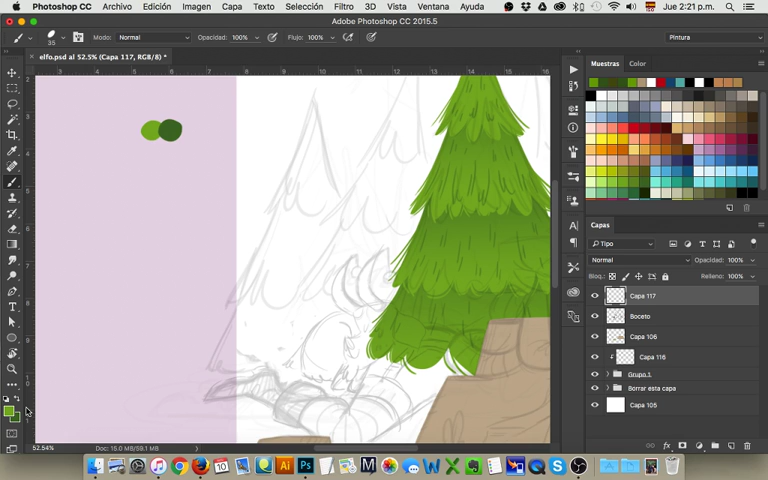 Photoshop CC Archivo Edición Imagen Capa Texto Selección Filtro 3D Vista Ventana Ayuda Jue 2:21 p.m.
Adobe Photoshop CC 2015.5
35 Modo: Normal Opacidad: 100% Flujo: 100% Pintura
elfo.psd al 52.5% (Capa 117, RGB/8) *
Muestras Color
Capas
Tipo
Normal Opacidad: 100%
Bloq.: Relleno: 100%
Capa 117
Boceto
Capa 106
Capa 116
Grupo 1
Borrar esta capa
Capa 105
52.54% Doc: 15.0 MB/59.1 MB